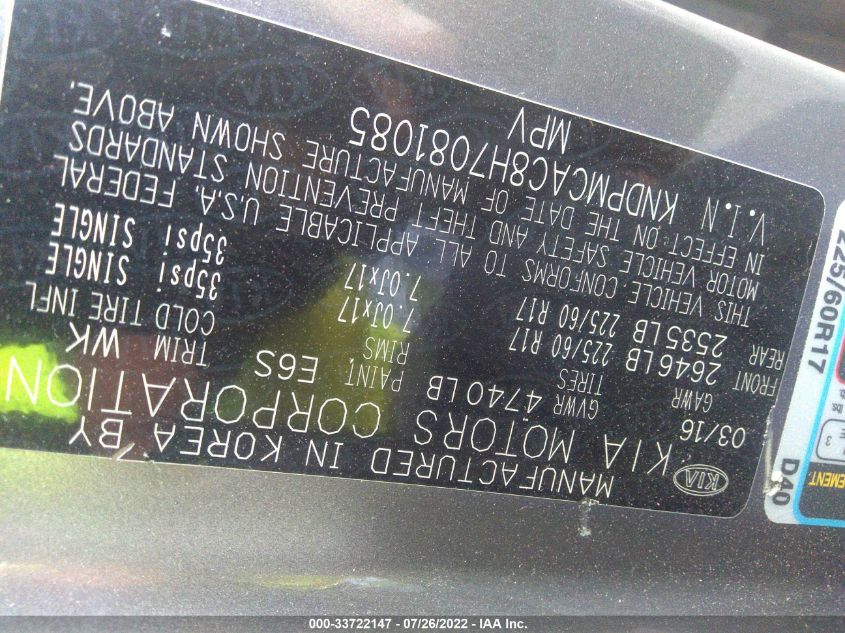 MANUFACTURED IN KOREA BY
KIA
KIA MOTORS CORPORATION
03/16 GVWR 4740LB PAINT E6S TRIM WK
GAWR TIRES RIMS COLD TIRE INFL
FRONT 2646LB 225/60 R17 7.0Jx17 35psi SINGLE
REAR 2535LB 225/60 R17 7.0Jx17 35psi SINGLE
THIS VEHICLE CONFORMS TO ALL APPLICABLE U.S.A. FEDERAL
MOTOR VEHICLE SAFETY AND THEFT PREVENTION STANDARDS
IN EFFECT ON THE DATE OF MANUFACTURE SHOWN ABOVE.
V.I.N KNDPMCAC8H7081085
MPV
225/60R17
3
D40
000-33722147 - 07/26/2022 - IAA Inc.